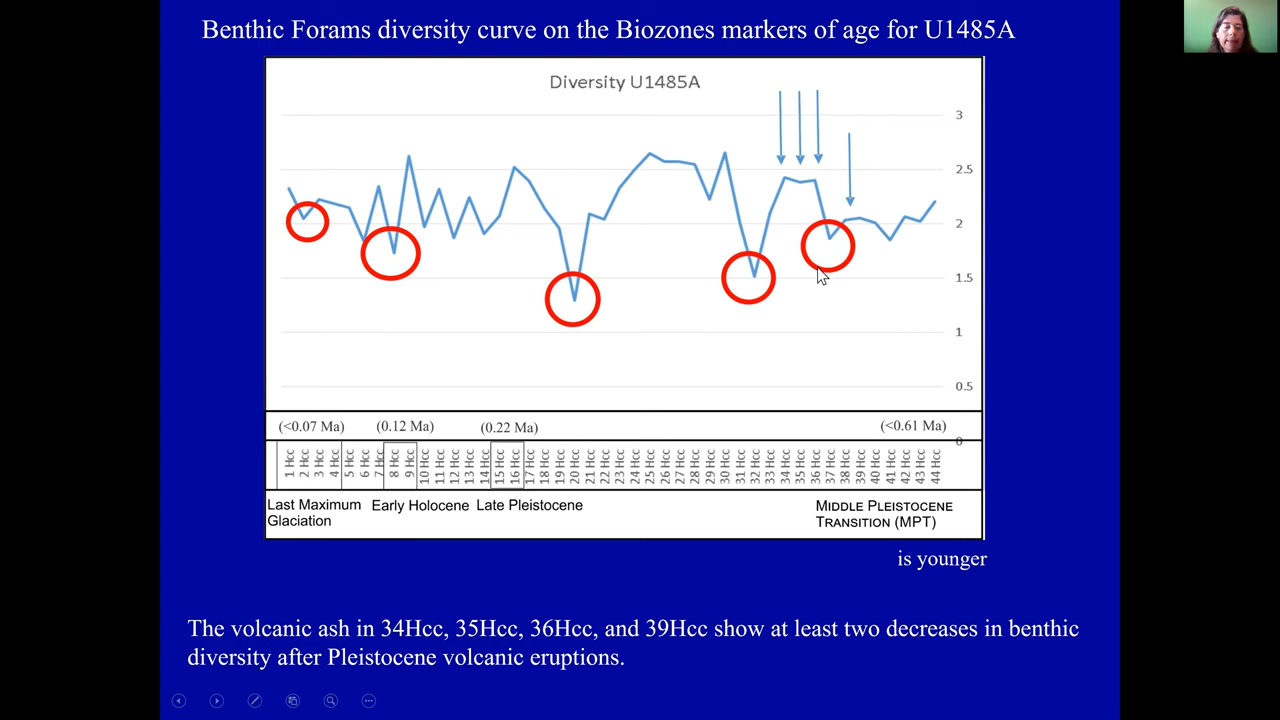 Benthic Forams diversity curve on the Biozones markers of age for U1485A
Diversity U1485A
3
2.5
2
1.5
1
0.5
0
(<0.07 Ma) (0.12 Ma) (0.22 Ma) (<0.61 Ma)
1 Hcc
2 Hcc
3 Hcc
4 Hcc
5 Hcc
6 Hcc
7 Hcc
8 Hcc
9 Hcc
10 Hcc
11 Hcc
12 Hcc
13 Hcc
14 Hcc
15 Hcc
16 Hcc
17 Hcc
18 Hcc
19 Hcc
20 Hcc
21 Hcc
22 Hcc
23 Hcc
24 Hcc
25 Hcc
26 Hcc
27 Hcc
28 Hcc
29 Hcc
30 Hcc
31 Hcc
32 Hcc
33 Hcc
34 Hcc
35 Hcc
36 Hcc
37 Hcc
38 Hcc
39 Hcc
40 Hcc
41 Hcc
42 Hcc
43 Hcc
44 Hcc
Last Maximum
Glaciation
Early Holocene
Late Pleistocene
MIDDLE PLEISTOCENE
TRANSITION (MPT)
is younger
The volcanic ash in 34Hcc, 35Hcc, 36Hcc, and 39Hcc show at least two decreases in benthic
diversity after Pleistocene volcanic eruptions.